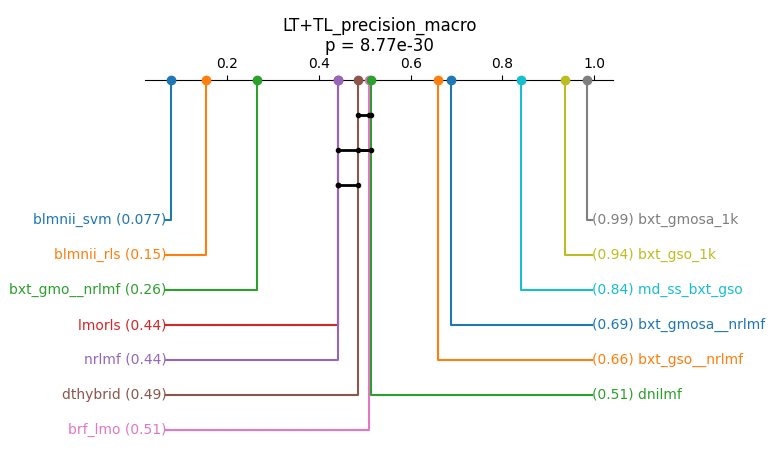 LT+TL_precision_macro
p = 8.77e-30
0.2 0.4 0.6 0.8 1.0
blmnii_svm (0.077)
(0.99) bxt_gmosa_1k
blmnii_rls (0.15)
(0.94) bxt_gso_1k
bxt_gmo__nrlmf (0.26)
(0.84) md_ss_bxt_gso
lmorls (0.44)
(0.69) bxt_gmosa__nrlmf
nrlmf (0.44)
(0.66) bxt_gso__nrlmf
dthybrid (0.49)
(0.51) dnilmf
brf_lmo (0.51)